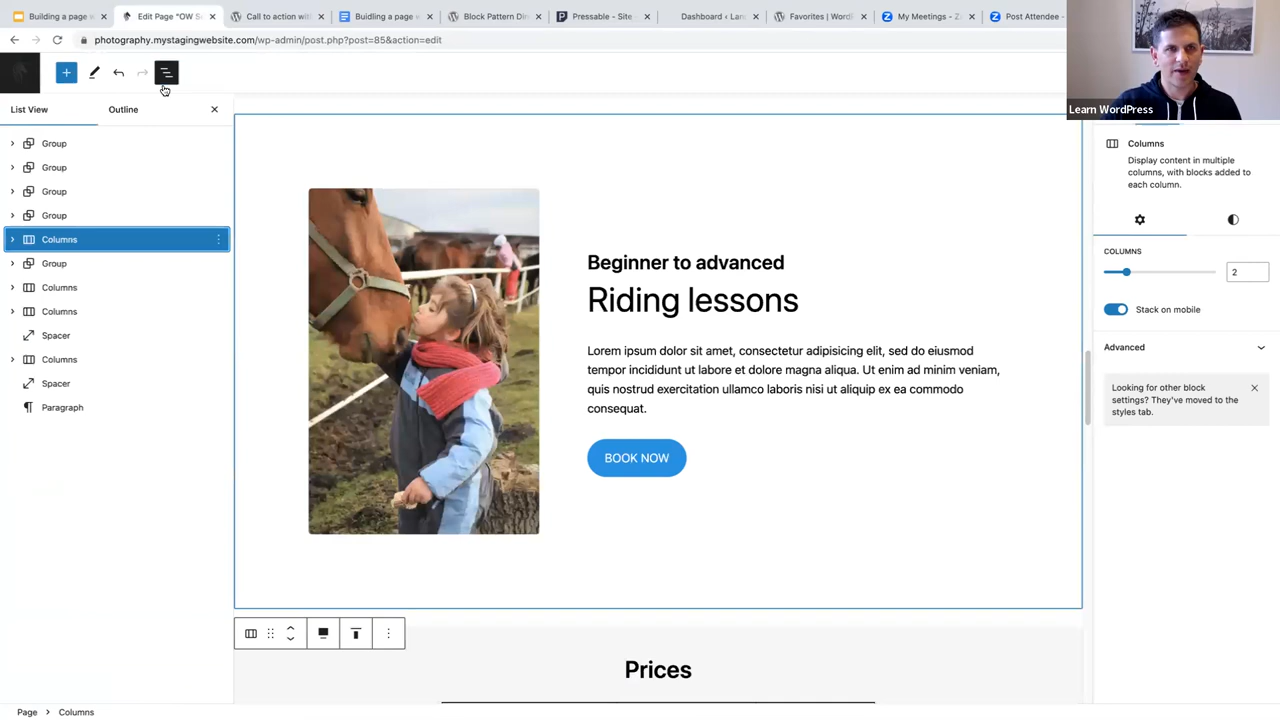 Building a page w
Edit Page "OW S
Call to action with
Buidling a page w
Block Pattern Dir
Pressable - Site
Dashboard ‹ Lan
Favorites | Word
My Meetings - Z
Post Attendee -
photography.mystagingwebsite.com/wp-admin/post.php?post=85&action=edit
Learn WordPress
List View
Outline
Group
Group
Group
Group
Columns
Group
Columns
Columns
Spacer
Columns
Spacer
Paragraph
Beginner to advanced
Riding lessons
Lorem ipsum dolor sit amet, consectetur adipisicing elit, sed do eiusmod
tempor incididunt ut labore et dolore magna aliqua. Ut enim ad minim veniam,
quis nostrud exercitation ullamco laboris nisi ut aliquip ex ea commodo
consequat.
BOOK NOW
Prices
Columns
Display content in multiple
columns, with blocks added to
each column.
COLUMNS
2
Stack on mobile
Advanced
Looking for other block
settings? They've moved to the
styles tab.
Page > Columns